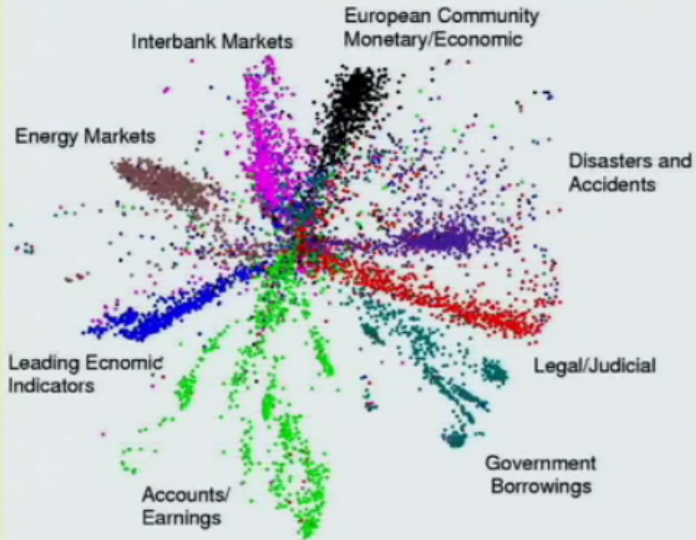 European Community
Monetary/Economic
Interbank Markets
Energy Markets
Disasters and
Accidents
Leading Ecnomic
Indicators
Legal/Judicial
Government
Borrowings
Accounts/
Earnings